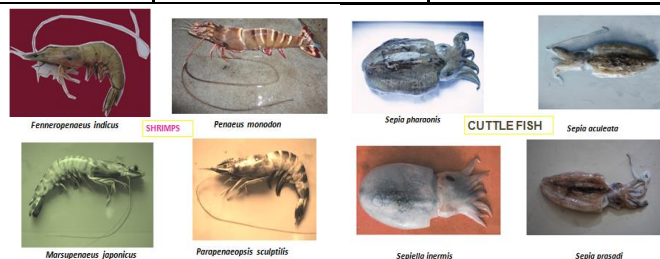 Fenneropenaeus indicus
SHRIMPS
Penaeus monodon
Sepia pharaonis
CUTTLE FISH
Sepia aculeata
Marsupenaeus japonicus
Parapenaeopsis sculptilis
Sepiella inermis
Sepia prasadi